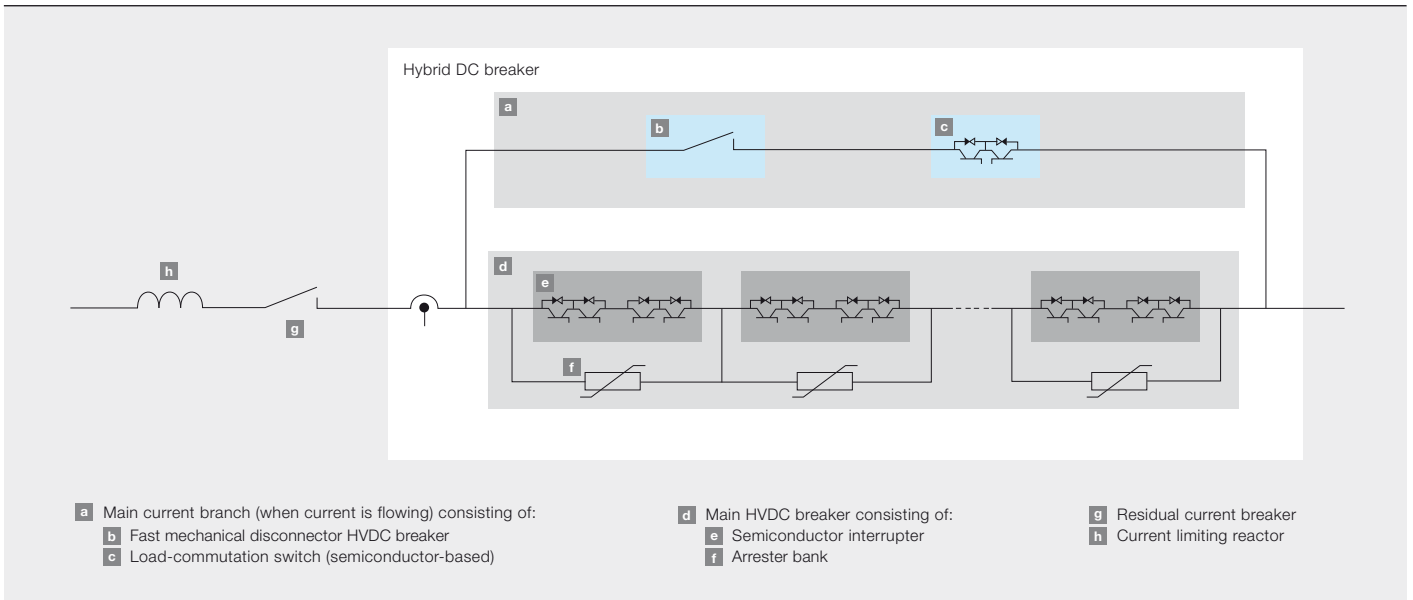 Hybrid DC breaker
a
b
c
h
d
e
g
f
a Main current branch (when current is flowing) consisting of:
b Fast mechanical disconnector HVDC breaker
c Load-commutation switch (semiconductor-based)
d Main HVDC breaker consisting of:
e Semiconductor interrupter
f Arrester bank
g Residual current breaker
h Current limiting reactor